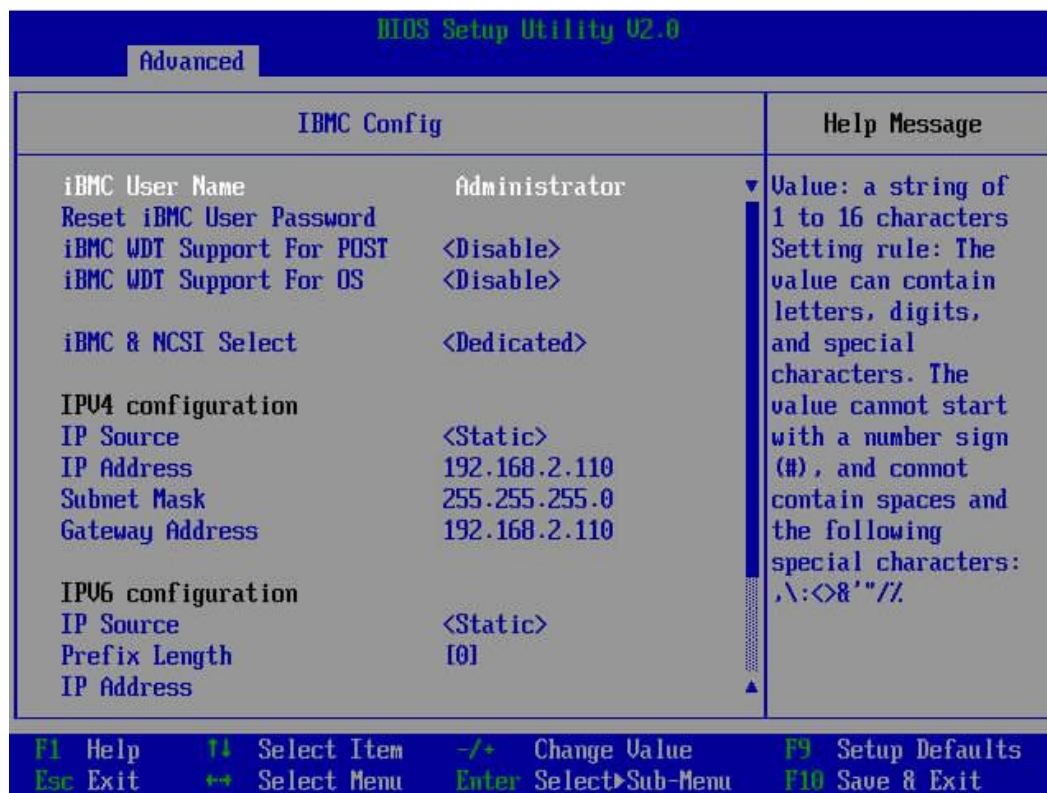 BIOS Setup Utility V2.0
Advanced
IBMC Config
iBMC User Name Administrator
Reset iBMC User Password
iBMC WDT Support For POST <Disable>
iBMC WDT Support For OS <Disable>
iBMC & NCSI Select <Dedicated>
IPV4 configuration
IP Source <Static>
IP Address 192.168.2.110
Subnet Mask 255.255.255.0
Gateway Address 192.168.2.110
IPV6 configuration
IP Source <Static>
Prefix Length [0]
IP Address
Help Message
Value: a string of
1 to 16 characters
Setting rule: The
value can contain
letters, digits,
and special
characters. The
value cannot start
with a number sign
(#), and connot
contain spaces and
the following
special characters:
,\:<>&'"/%
F1 Help ↑↓ Select Item -/+ Change Value F9 Setup Defaults
Esc Exit ←→ Select Menu Enter Select▶Sub-Menu F10 Save & Exit